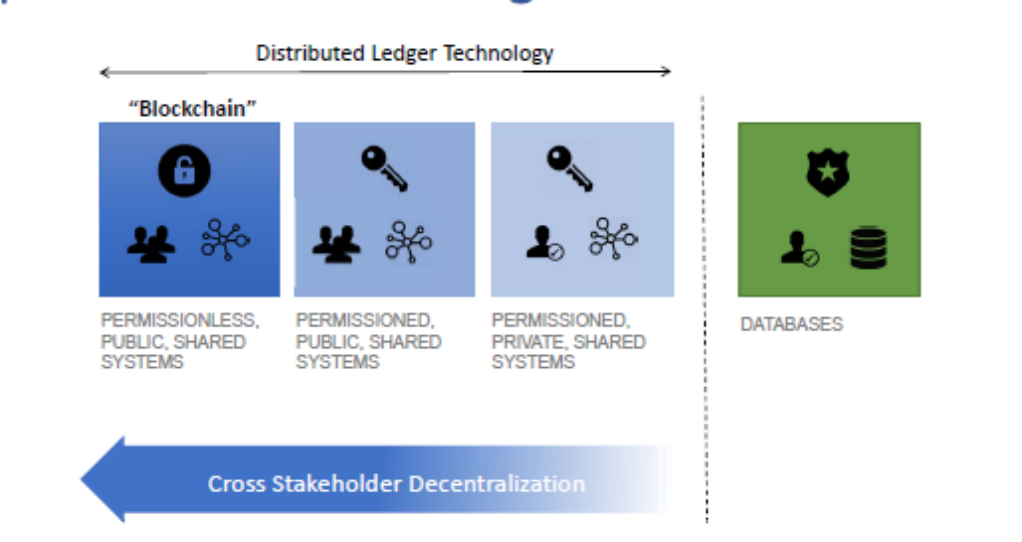 Distributed Ledger Technology
“Blockchain”
PERMISSIONLESS,
PUBLIC, SHARED
SYSTEMS
PERMISSIONED,
PUBLIC, SHARED
SYSTEMS
PERMISSIONED,
PRIVATE, SHARED
SYSTEMS
DATABASES
Cross Stakeholder Decentralization